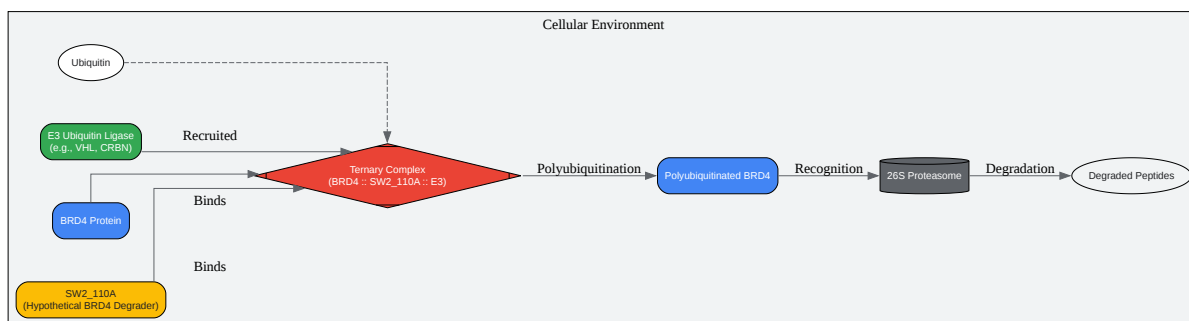 Cellular Environment
Ubiquitin
E3 Ubiquitin Ligase
(e.g., VHL, CRBN)
Recruited
Ternary Complex
(BRD4 :: SW2_110A :: E3)
Polyubiquitination
Polyubiquitinated BRD4
Recognition
26S Proteasome
Degradation
Degraded Peptides
Binds
BRD4 Protein
Binds
SW2_110A
(Hypothetical BRD4 Degrader)